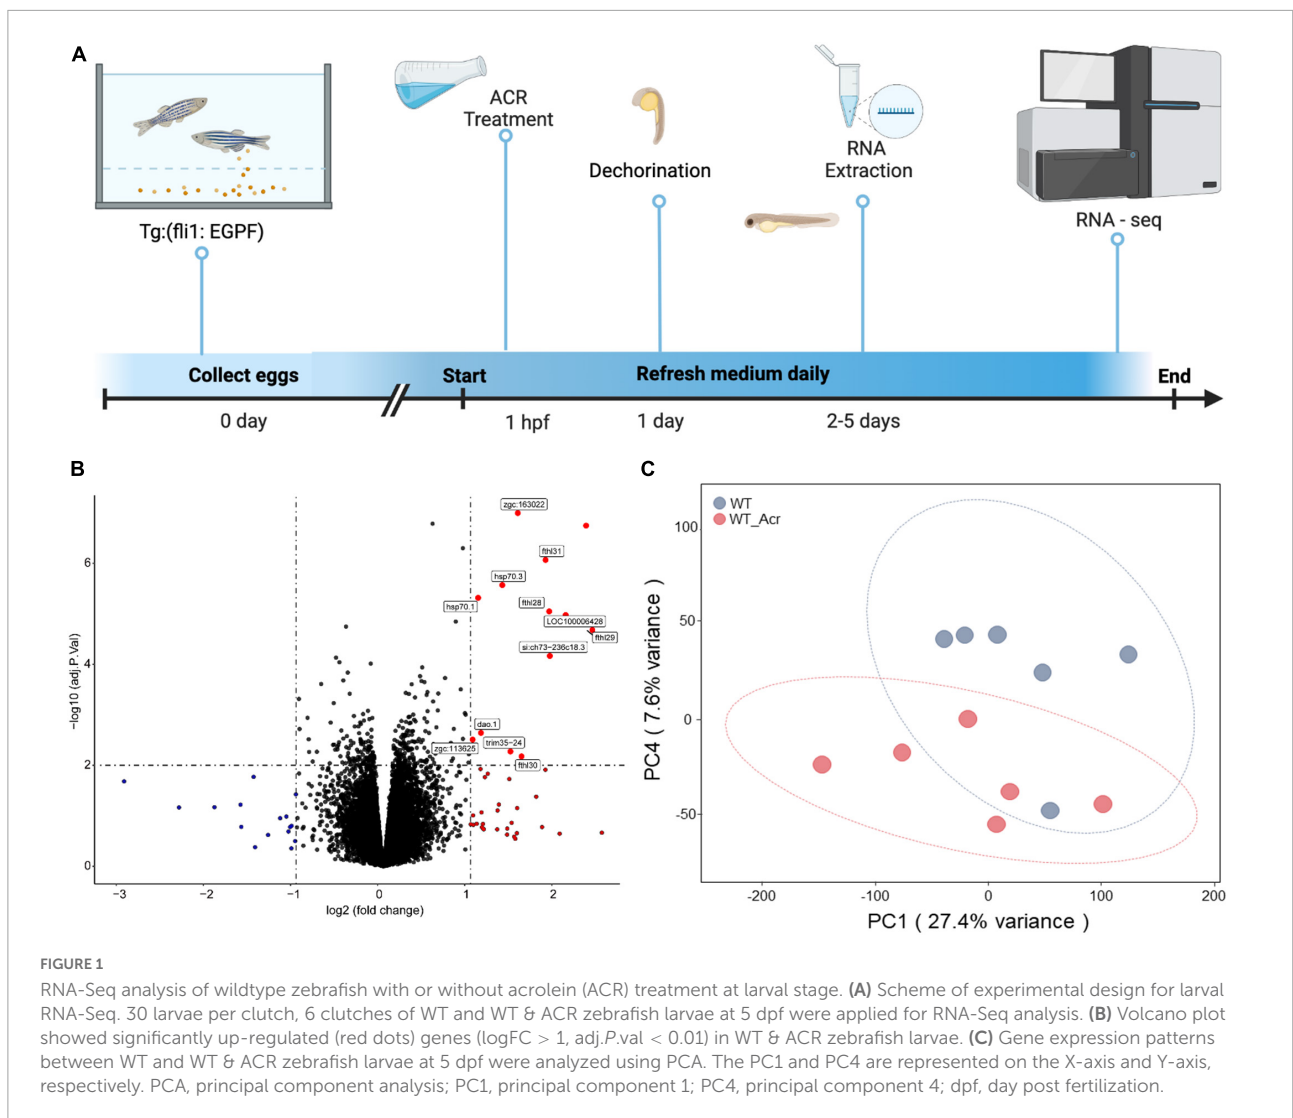 A
ACR
Treatment
Dechorination
RNA
Extraction
RNA - seq
Tg:(fli1: EGPF)
Collect eggs
Start
Refresh medium daily
End
0 day
1 hpf
1 day
2-5 days
B
zgc:163022
fthl31
hsp70.3
hsp70.1
fthl28
LOC100006428
fthl29
si:ch73-236c18.3
dao.1
zgc:113625
trim35-24
fthl30
6
4
2
0
-log10 (adj.P.Val)
-3
-2
-1
0
1
2
log2 (fold change)
C
WT
WT_Acr
100
50
0
-50
PC4 ( 7.6% variance )
-200
-100
0
100
200
PC1 ( 27.4% variance )
FIGURE 1
RNA-Seq analysis of wildtype zebrafish with or without acrolein (ACR) treatment at larval stage. (A) Scheme of experimental design for larval
RNA-Seq. 30 larvae per clutch, 6 clutches of WT and WT & ACR zebrafish larvae at 5 dpf were applied for RNA-Seq analysis. (B) Volcano plot
showed significantly up-regulated (red dots) genes (logFC > 1, adj.P.val < 0.01) in WT & ACR zebrafish larvae. (C) Gene expression patterns
between WT and WT & ACR zebrafish larvae at 5 dpf were analyzed using PCA. The PC1 and PC4 are represented on the X-axis and Y-axis,
respectively. PCA, principal component analysis; PC1, principal component 1; PC4, principal component 4; dpf, day post fertilization.